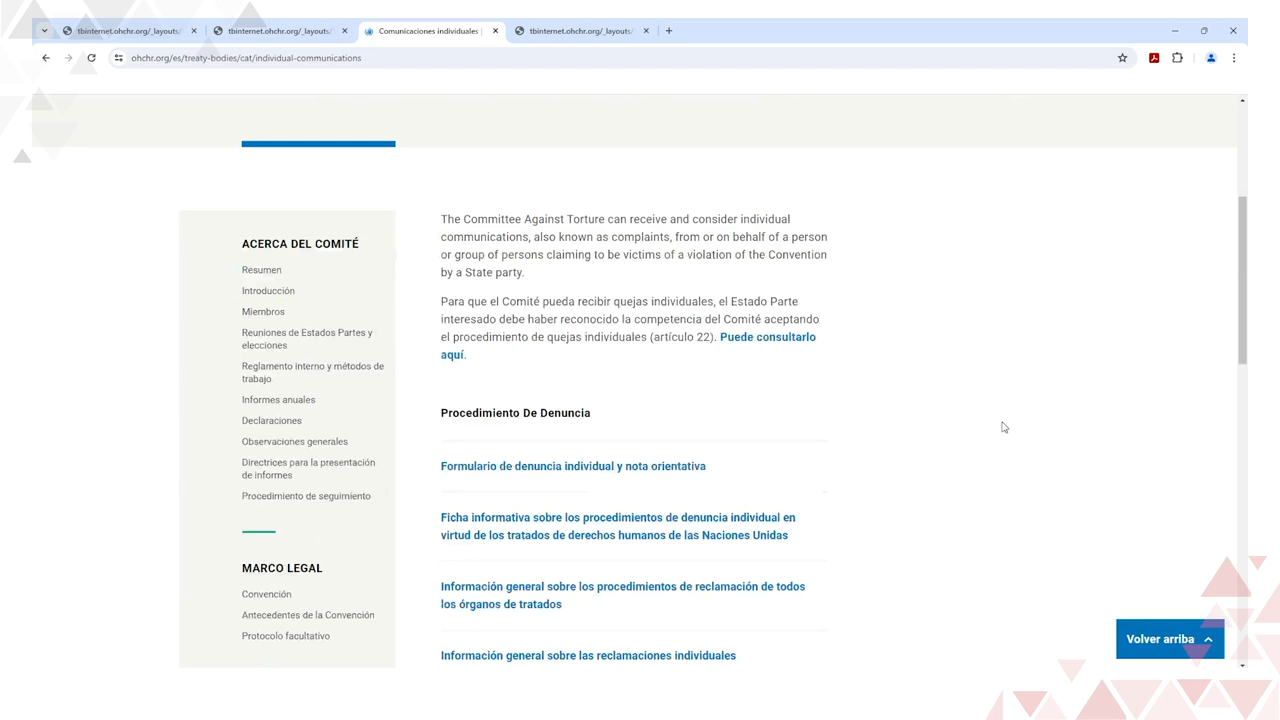 tbinternet.ohchr.org/_layouts/
tbinternet.ohchr.org/_layouts/
Comunicaciones individuales |
tbinternet.ohchr.org/_layouts/
ohchr.org/es/treaty-bodies/cat/individual-communications
ACERCA DEL COMITÉ
Resumen
Introducción
Miembros
Reuniones de Estados Partes y
elecciones
Reglamento interno y métodos de
trabajo
Informes anuales
Declaraciones
Observaciones generales
Directrices para la presentación
de informes
Procedimiento de seguimiento
MARCO LEGAL
Convención
Antecedentes de la Convención
Protocolo facultativo
The Committee Against Torture can receive and consider individual
communications, also known as complaints, from or on behalf of a person
or group of persons claiming to be victims of a violation of the Convention
by a State party.
Para que el Comité pueda recibir quejas individuales, el Estado Parte
interesado debe haber reconocido la competencia del Comité aceptando
el procedimiento de quejas individuales (artículo 22). Puede consultarlo
aquí.
Procedimiento De Denuncia
Formulario de denuncia individual y nota orientativa
Ficha informativa sobre los procedimientos de denuncia individual en
virtud de los tratados de derechos humanos de las Naciones Unidas
Información general sobre los procedimientos de reclamación de todos
los órganos de tratados
Información general sobre las reclamaciones individuales
Volver arriba